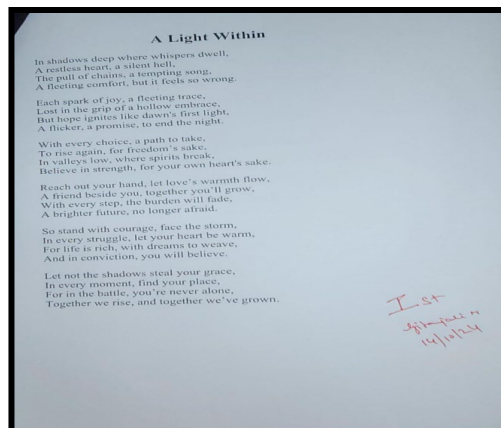 A Light Within
In shadows deep where whispers dwell,
A restless heart, a silent hell,
The pull of chains, a tempting song,
A fleeting comfort, but it feels so wrong.
Each spark of joy, a fleeting trace,
Lost in the grip of a hollow embrace,
But hope ignites like dawn's first light,
A flicker, a promise, to end the night.
With every choice, a path to take,
To rise again, for freedom's sake,
In valleys low, where spirits break,
Believe in strength, for your own heart's sake.
Reach out your hand, let love's warmth flow,
A friend beside you, together you'll grow,
With every step, the burden will fade,
A brighter future, no longer afraid.
So stand with courage, face the storm,
In every struggle, let your heart be warm,
For life is rich, with dreams to weave,
And in conviction, you will believe.
Let not the shadows steal your grace,
In every moment, find your place,
For in the battle, you're never alone,
Together we rise, and together we've grown.
Ist
14/10/24